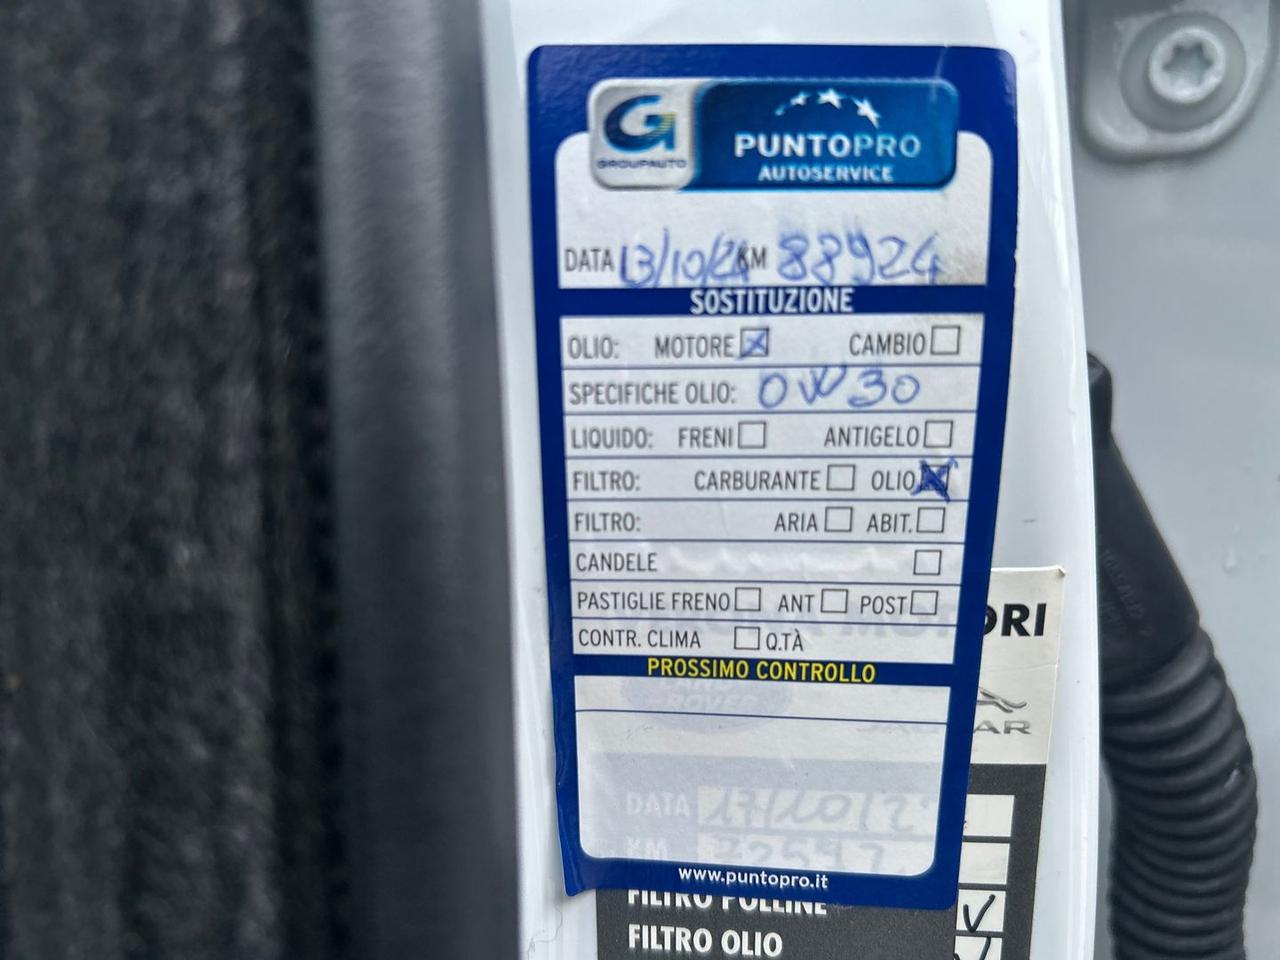 G
GROUPAUTO
PUNTOPRO
AUTOSERVICE
DATA 13/10/24 KM 88924
SOSTITUZIONE
OLIO: MOTORE CAMBIO
SPECIFICHE OLIO: 0W30
LIQUIDO: FRENI ANTIGELO
FILTRO: CARBURANTE OLIO
FILTRO: ARIA ABIT.
CANDELE
PASTIGLIE FRENO ANT POST
CONTR. CLIMA Q.TÀ
PROSSIMO CONTROLLO
LAND
ROVER
DATA
KM
www.puntopro.it
FILTRO POLLINE
FILTRO OLIO